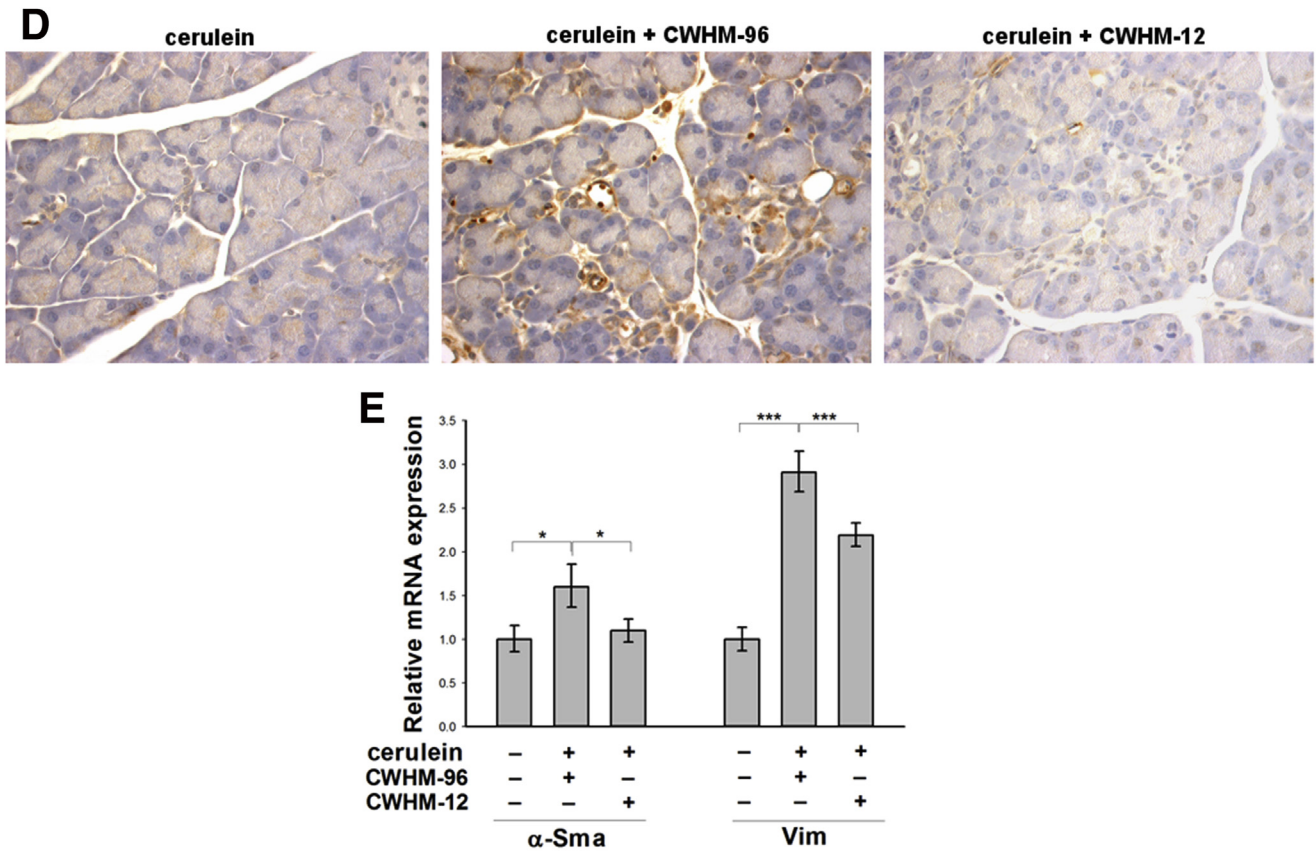 D
cerulein cerulein + CWHM-96 cerulein + CWHM-12
E
Relative mRNA expression
3.5
3.0
2.5
2.0
1.5
1.0
0.5
0.0
* * *** ***
cerulein – + + – + +
CWHM-96 – + – – + –
CWHM-12 – – + – – +
α-Sma Vim